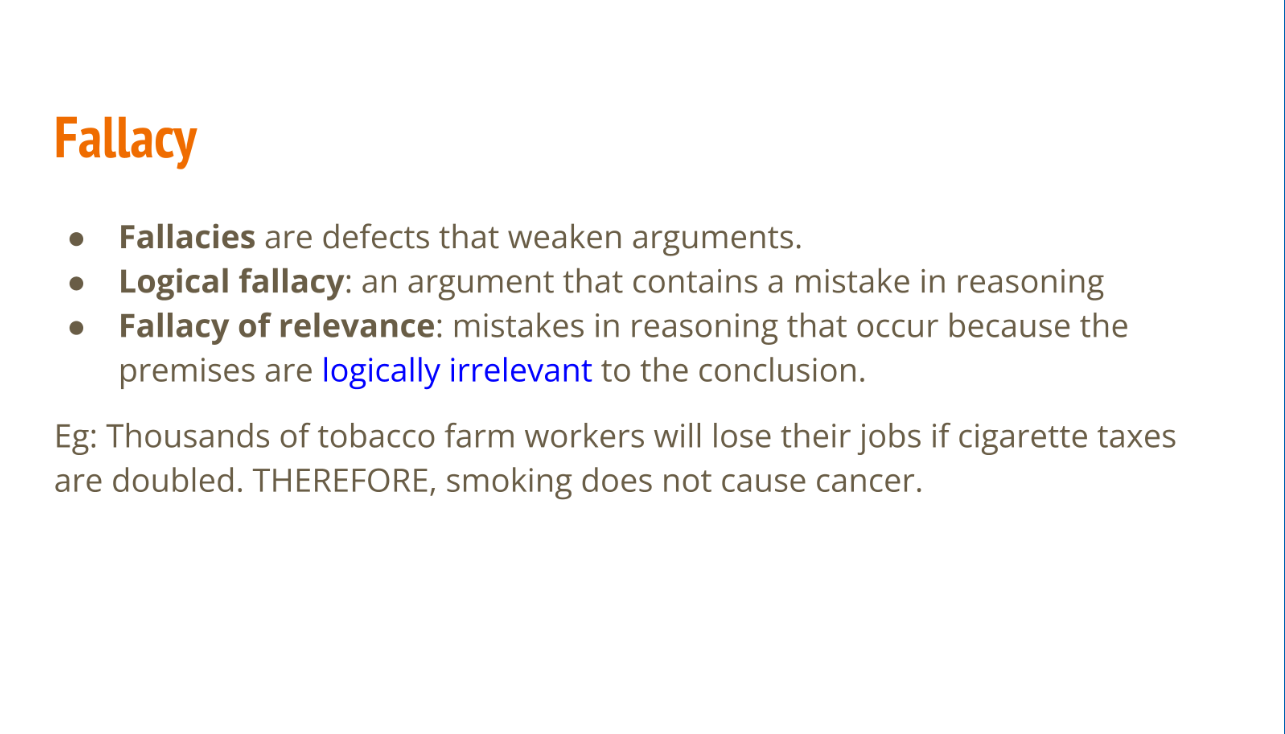 Fallacy
● Fallacies are defects that weaken arguments.
● Logical fallacy: an argument that contains a mistake in reasoning
● Fallacy of relevance: mistakes in reasoning that occur because the
premises are logically irrelevant to the conclusion.
Eg: Thousands of tobacco farm workers will lose their jobs if cigarette taxes
are doubled. THEREFORE, smoking does not cause cancer.